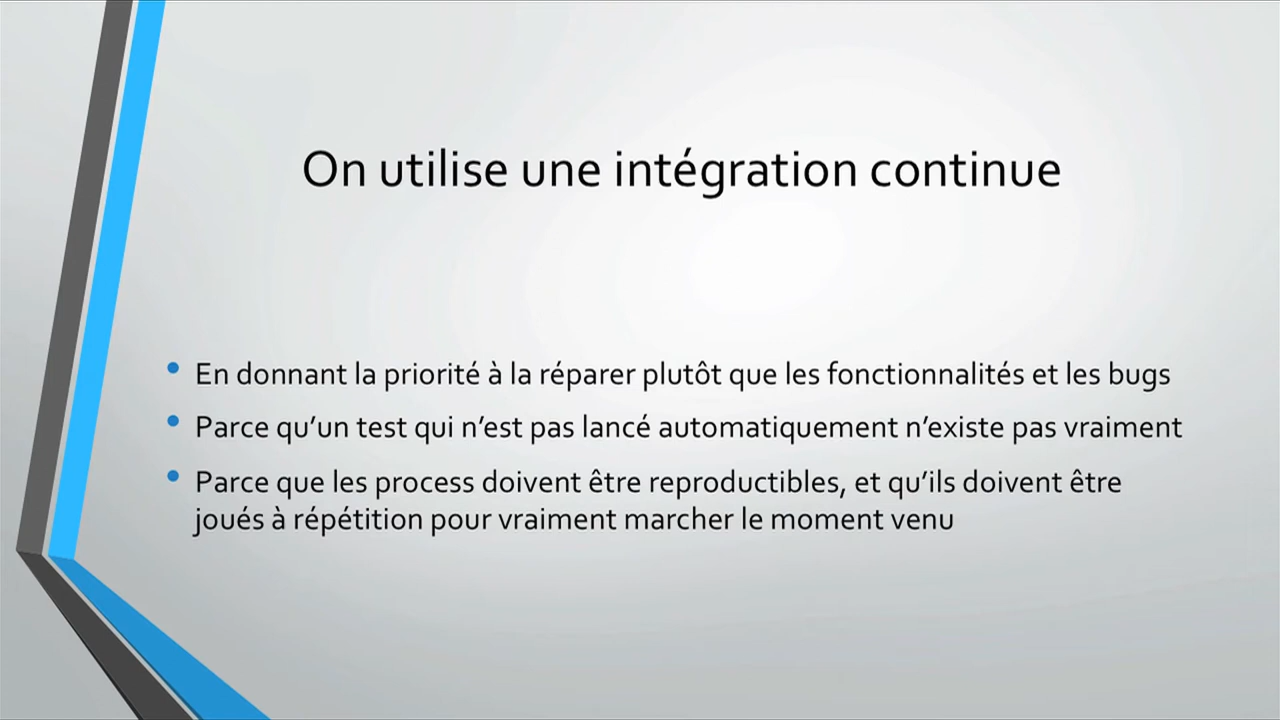 On utilise une intégration continue
• En donnant la priorité à la réparer plutôt que les fonctionnalités et les bugs
• Parce qu’un test qui n’est pas lancé automatiquement n’existe pas vraiment
• Parce que les process doivent être reproductibles, et qu’ils doivent être
joués à répétition pour vraiment marcher le moment venu